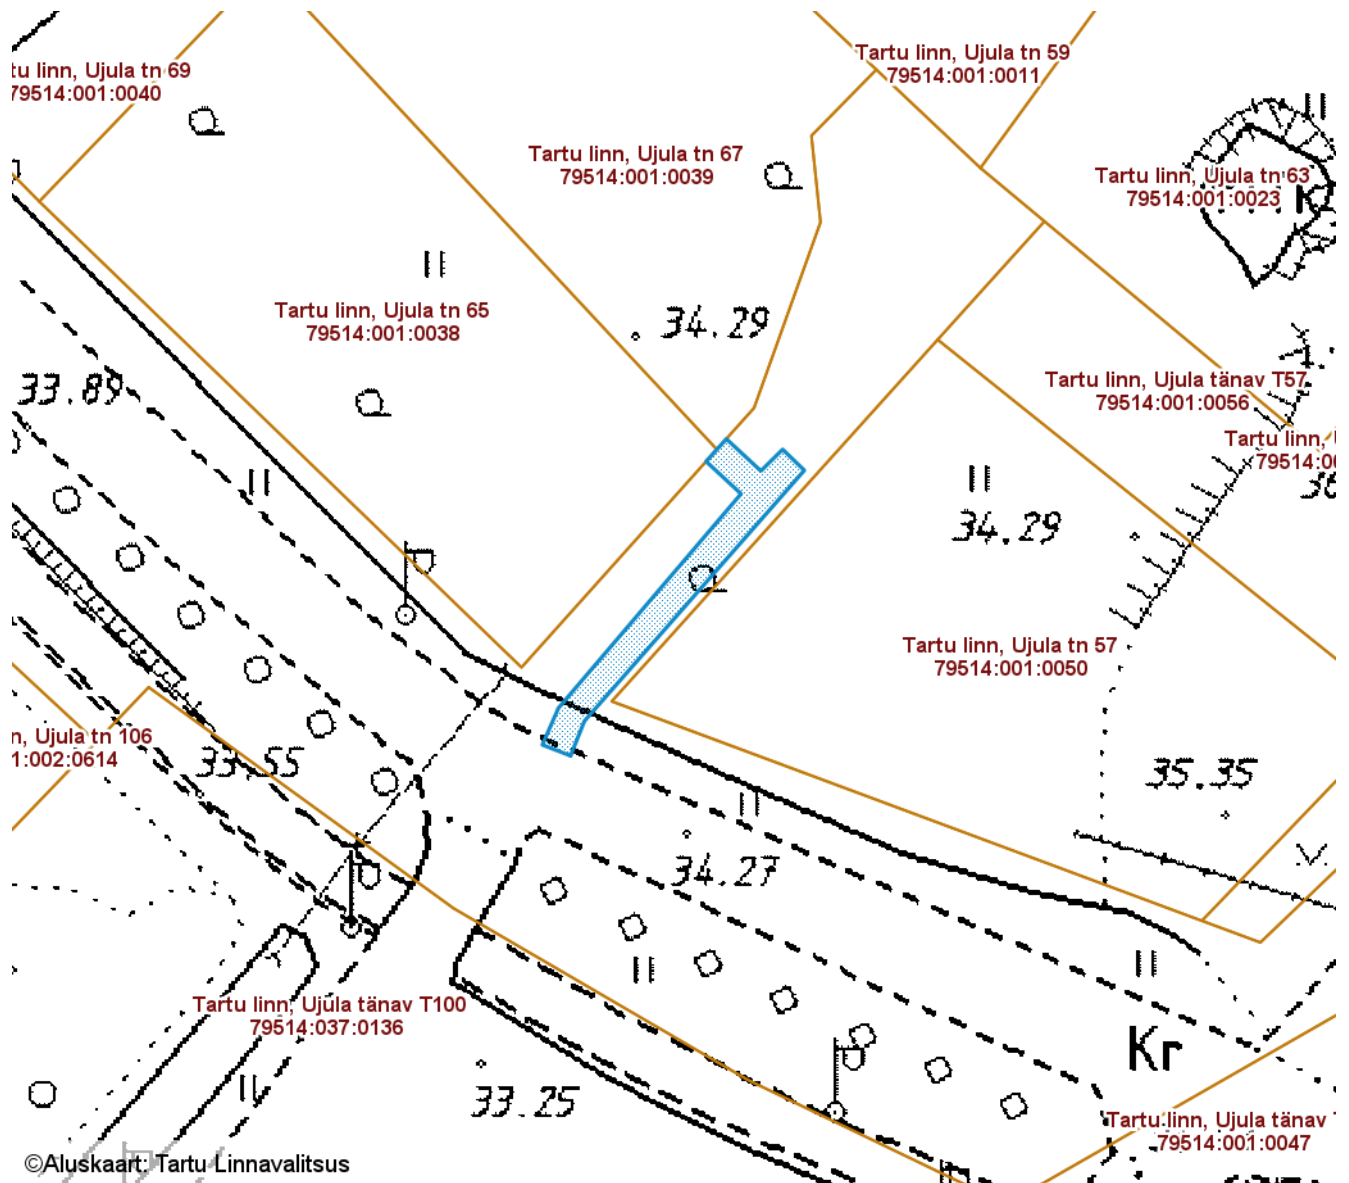 Tartu linn, Ujula tn 59
79514:001:0011
tu linn, Ujula tn 69
79514:001:0040
Tartu linn, Ujula tn 67
79514:001:0039
Tartu linn, Ujula tn 63
79514:001:0023
Tartu linn, Ujula tn 65
79514:001:0038
34.29
33.89
Tartu linn, Ujula tänav T57
79514:001:0056
Tartu linn,
79514:00
34.29
Tartu linn, Ujula tn 57
79514:001:0050
n, Ujula tn 106
1:002:0614
33.55
35.35
34.27
Tartu linn, Ujula tänav T100
79514:037:0136
Kr
33.25
Tartu linn, Ujula tänav
79514:001:0047
©Aluskaart: Tartu Linnavalitsus